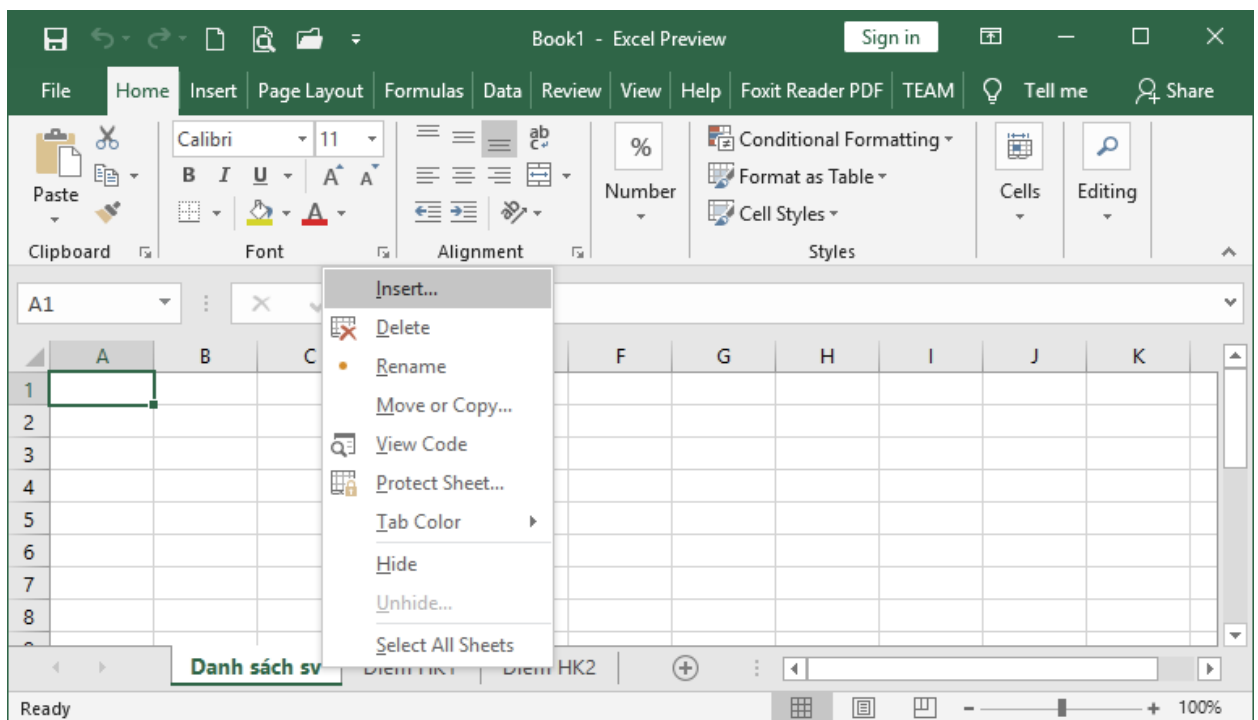 Book1 - Excel Preview Sign in
File Home Insert Page Layout Formulas Data Review View Help Foxit Reader PDF TEAM Tell me Share
Paste
Clipboard
Calibri 11
B I U A A
A
Font
ab
c
Alignment
%
Number
Conditional Formatting
Format as Table
Cell Styles
Styles
Cells
Editing
A1
A B C F G H I J K
1
2
3
4
5
6
7
8
Insert...
Delete
Rename
Move or Copy...
View Code
Protect Sheet...
Tab Color
Hide
Unhide...
Select All Sheets
Danh sách sv Điểm HK1 Điểm HK2
Ready 100%